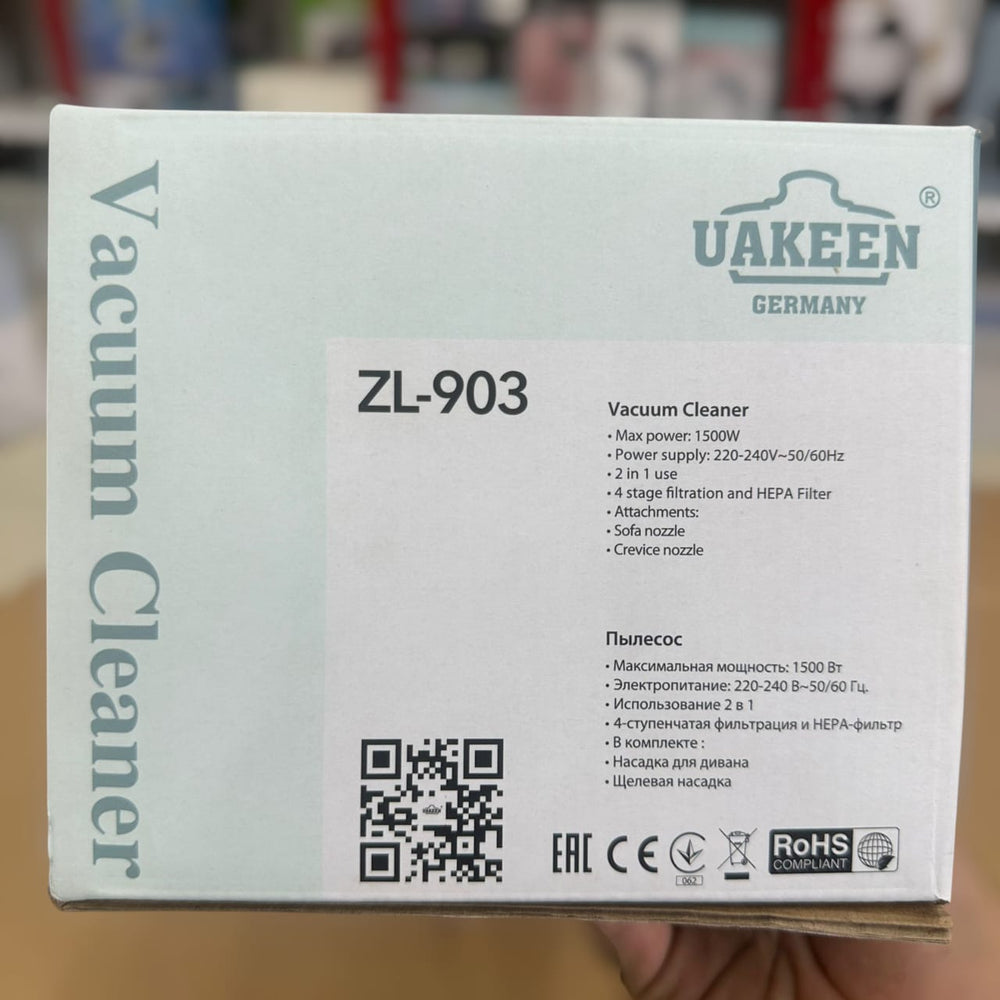 Vacuum Cleaner
UAKEEN ®
GERMANY
ZL-903
Vacuum Cleaner
• Max power: 1500W
• Power supply: 220-240V~50/60Hz
• 2 in 1 use
• 4 stage filtration and HEPA Filter
• Attachments:
• Sofa nozzle
• Crevice nozzle
Пылесос
• Максимальная мощность: 1500 Вт
• Электропитание: 220-240 В~50/60 Гц.
• Использование 2 в 1
• 4-ступенчатая фильтрация и HEPA-фильтр
• В комплекте :
• Насадка для дивана
• Щелевая насадка
UAKEEN
EAC CE
062
RoHS
COMPLIANT